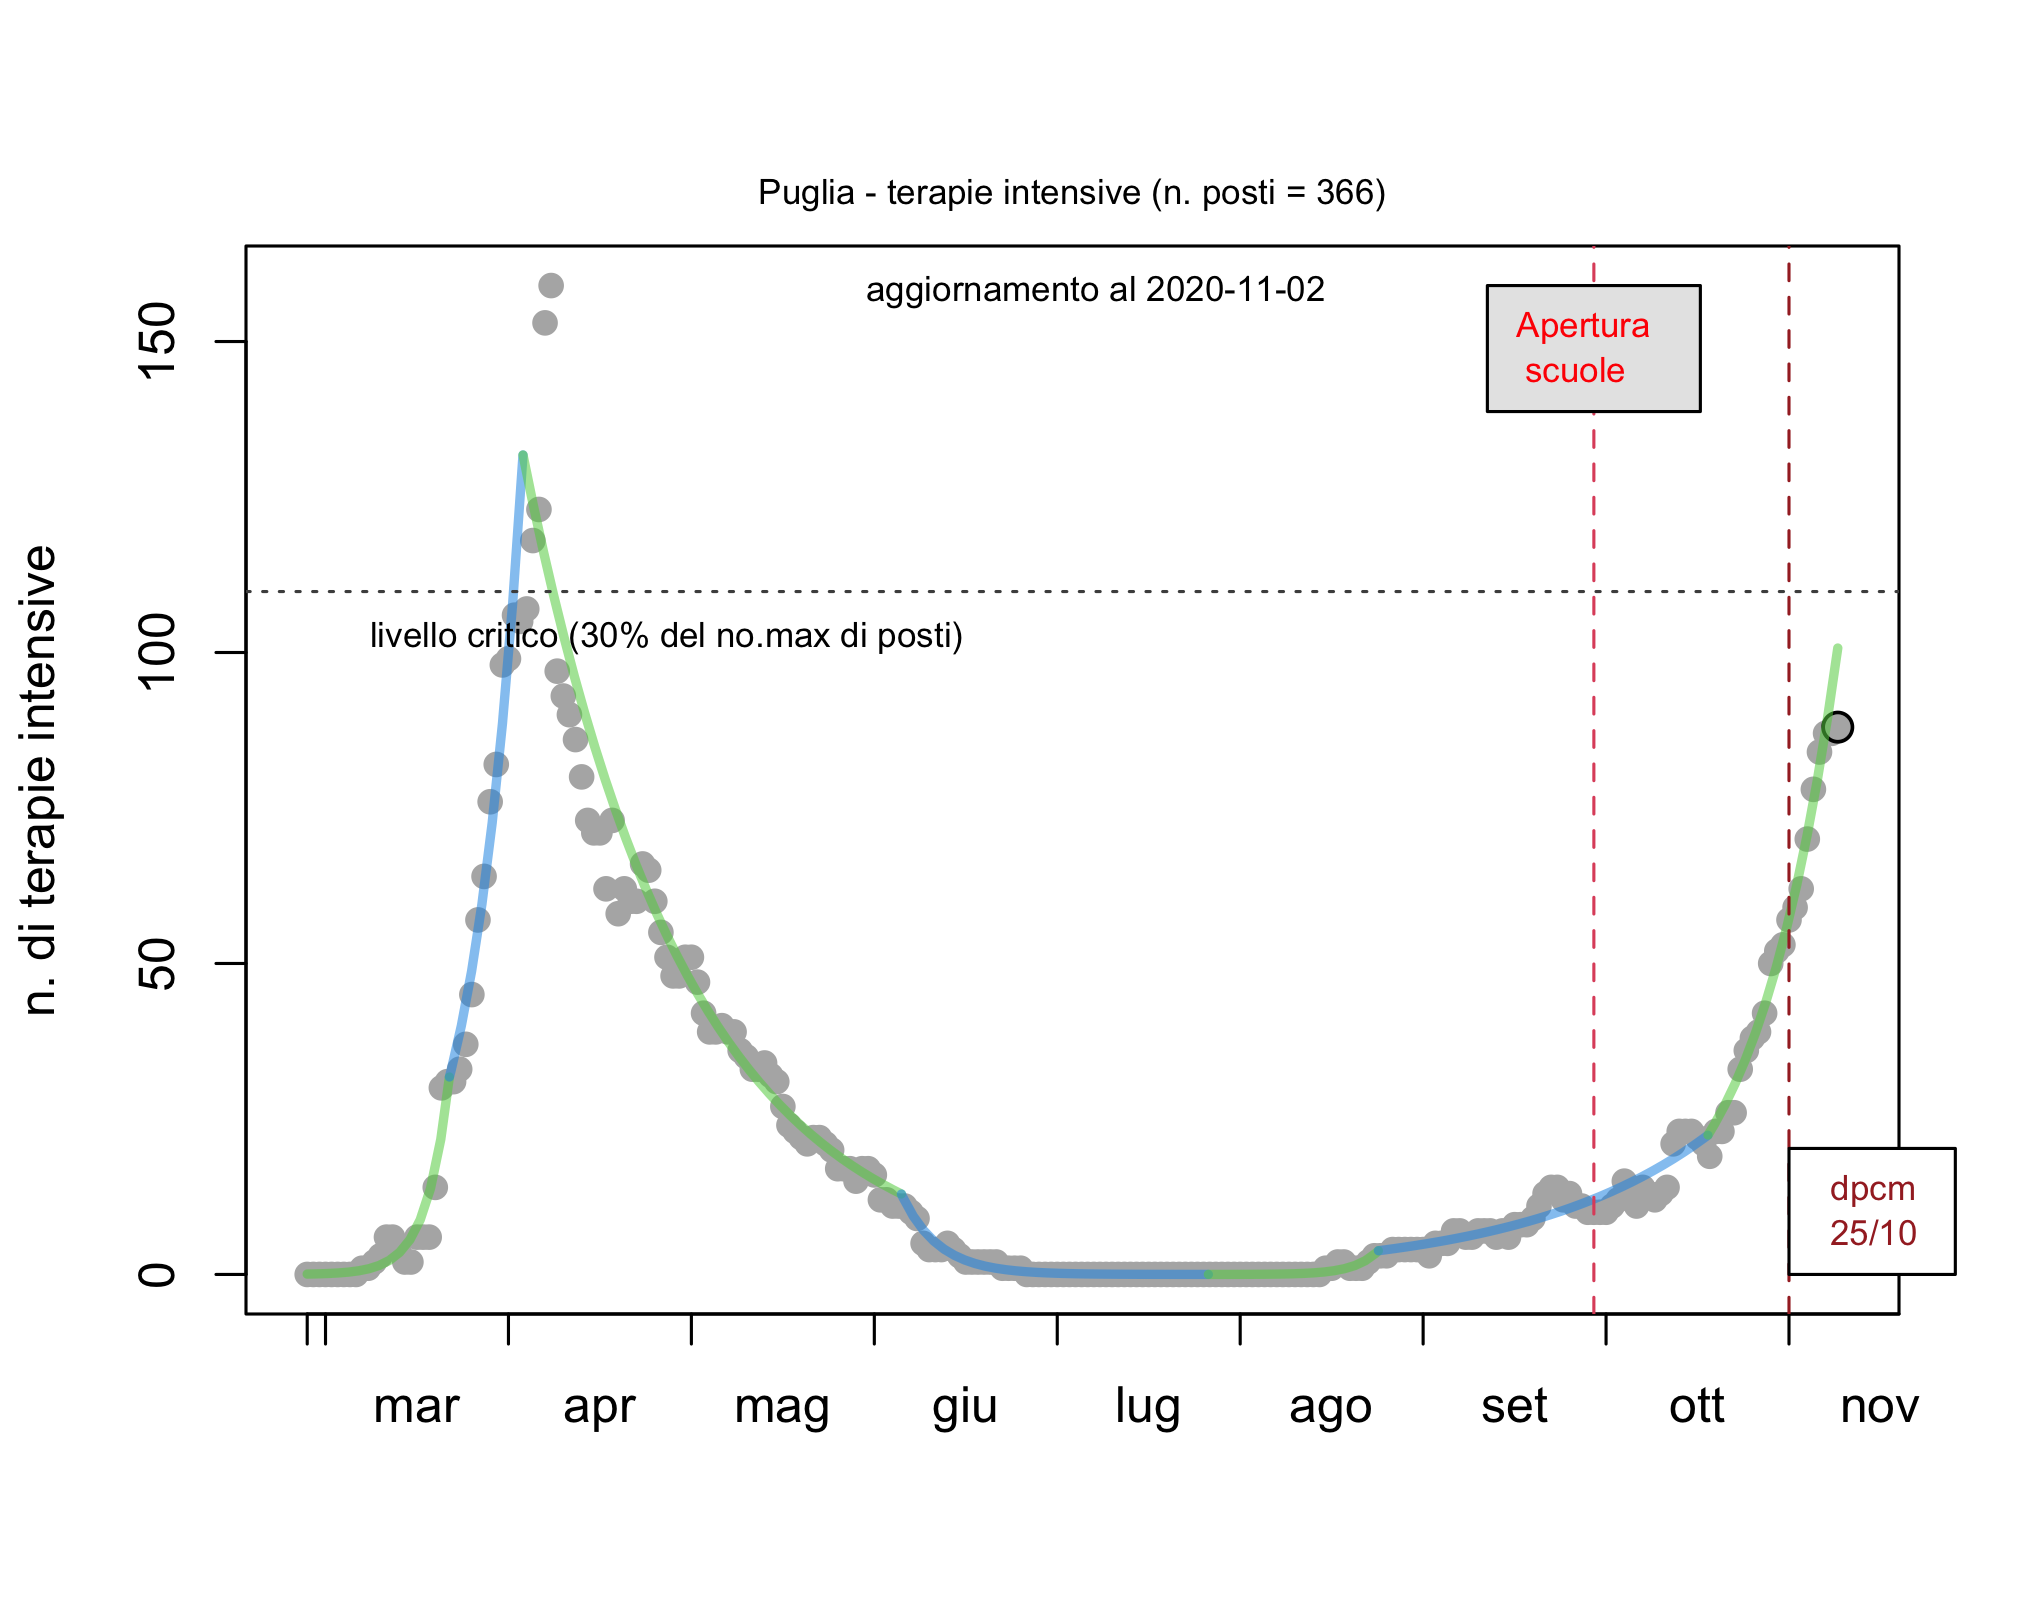 Puglia - terapie intensive (n. posti = 366)
aggiornamento al 2020-11-02
Apertura
scuole
livello critico (30% del no.max di posti)
dpcm
25/10
n. di terapie intensive
150
100
50
0
mar apr mag giu lug ago set ott nov